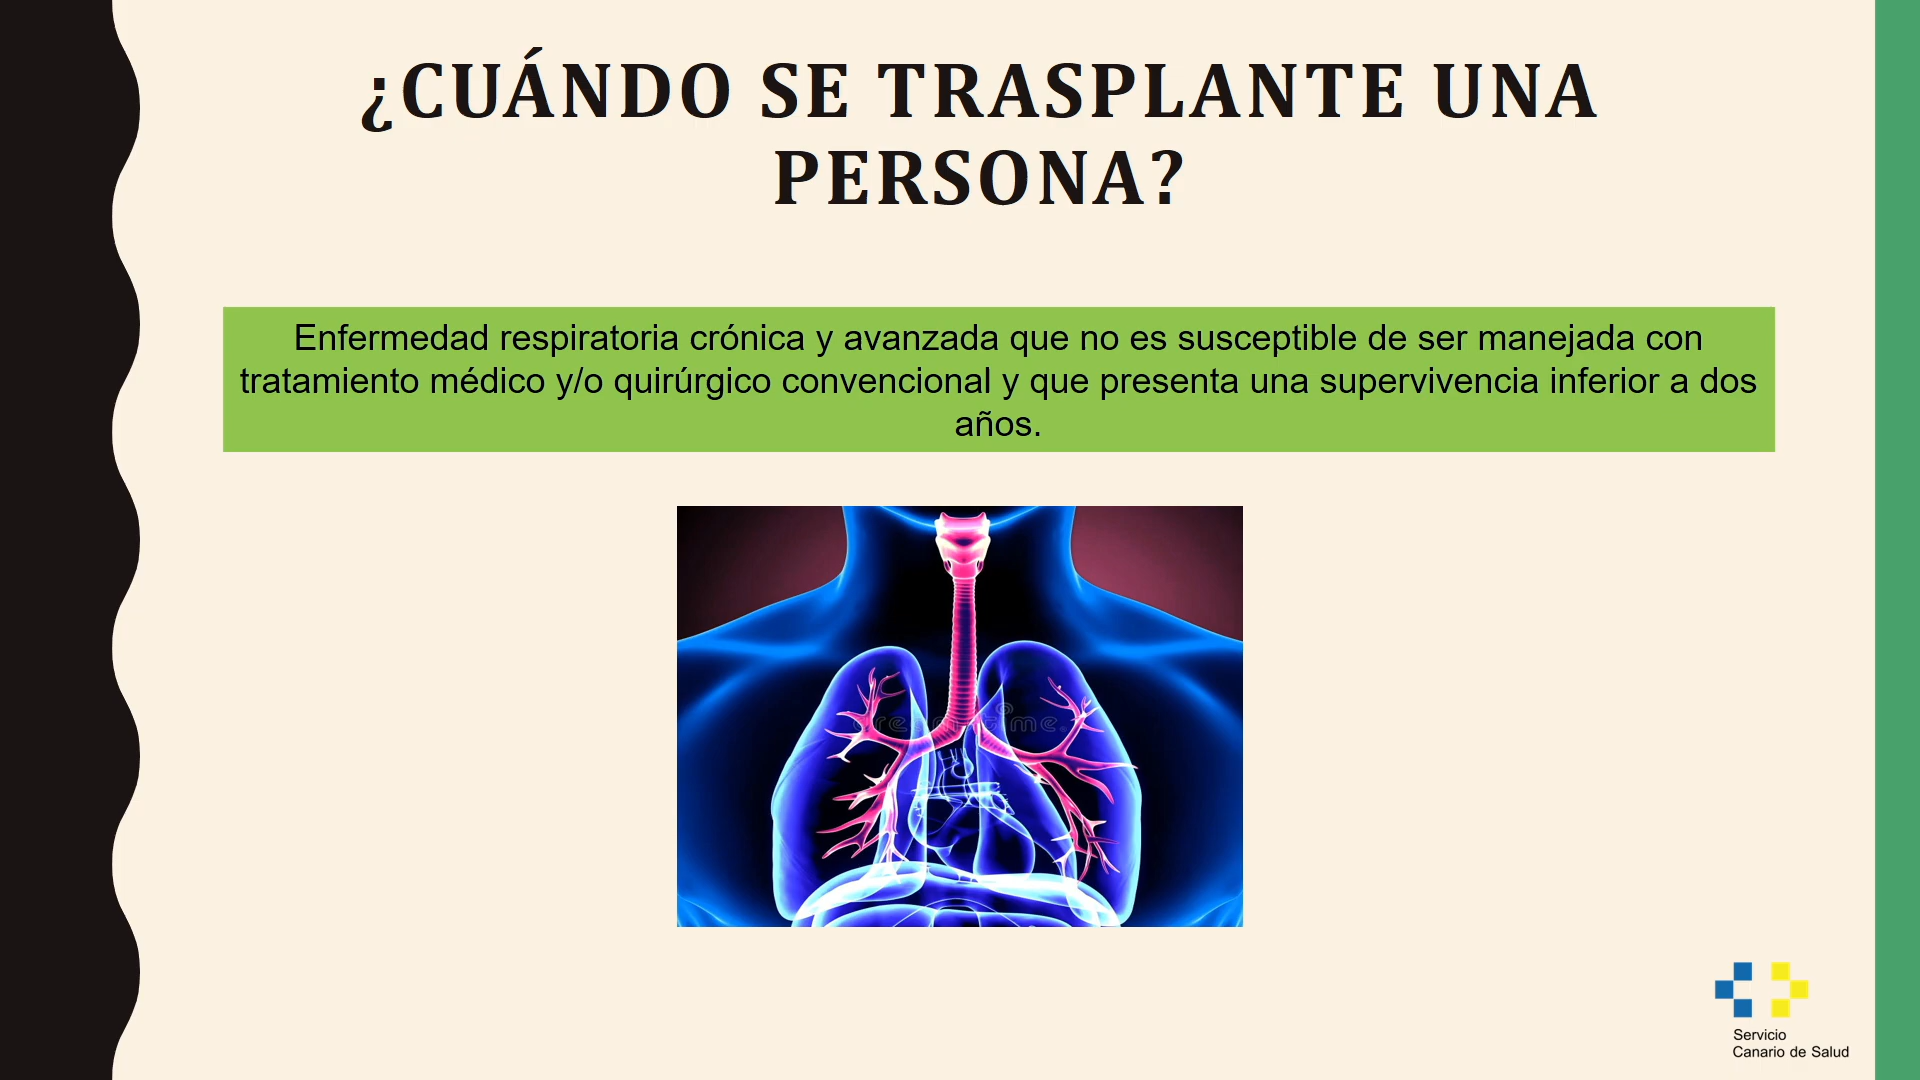 ¿CUÁNDO SE TRASPLANTE UNA
PERSONA?
Enfermedad respiratoria crónica y avanzada que no es susceptible de ser manejada con
tratamiento médico y/o quirúrgico convencional y que presenta una supervivencia inferior a dos
años.
Servicio
Canario de Salud